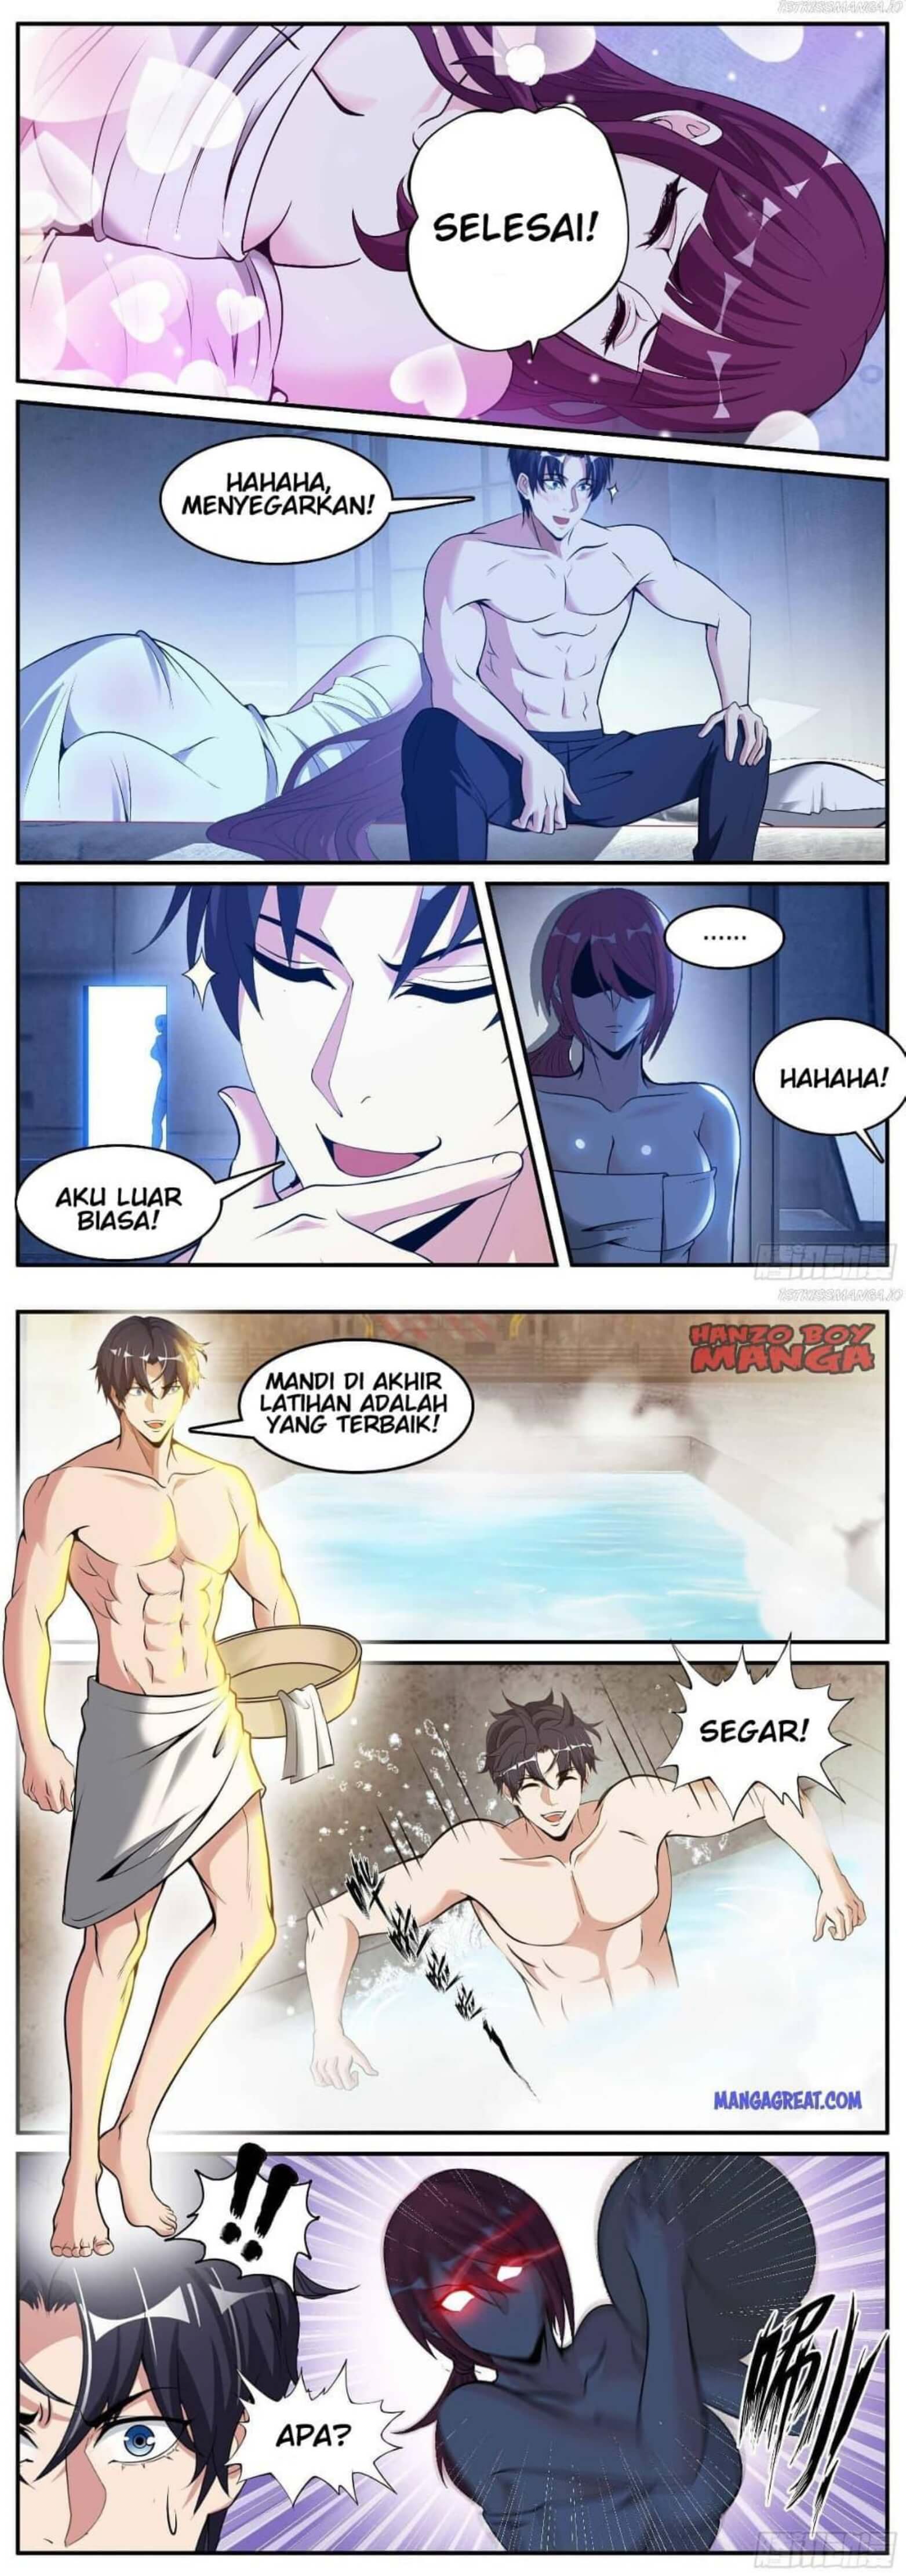 SELESAI!
HAHAHA,
MENYEGARKAN!
......
HAHAHA!
AKU LUAR
BIASA!
HANZO BOY
MANGA
MANDI DI AKHIR
LATIHAN ADALAH
YANG TERBAIK!
SEGAR!
MANGAGREAT.COM
!!
APA?